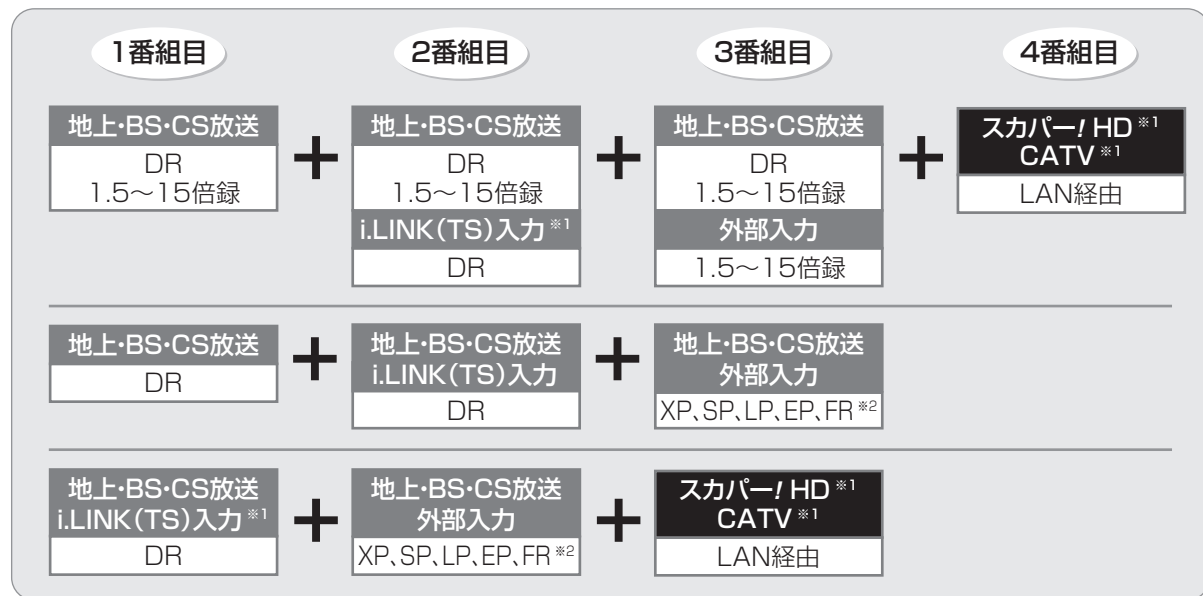 1番組目
2番組目
3番組目
4番組目
地上・BS・CS放送
DR
1.5～15倍録
地上・BS・CS放送
DR
1.5～15倍録
i.LINK(TS)入力※1
DR
地上・BS・CS放送
DR
1.5～15倍録
外部入力
1.5～15倍録
スカパー！HD※1
CATV※1
LAN経由
地上・BS・CS放送
DR
地上・BS・CS放送
i.LINK(TS)入力
DR
地上・BS・CS放送
外部入力
XP、SP、LP、EP、FR※2
地上・BS・CS放送
i.LINK(TS)入力※1
DR
地上・BS・CS放送
外部入力
XP、SP、LP、EP、FR※2
スカパー！HD※1
CATV※1
LAN経由